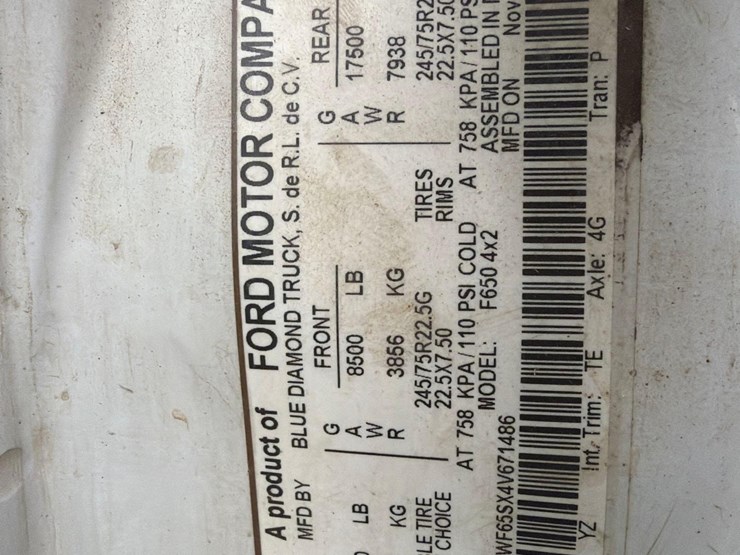 A product of FORD MOTOR COMPA
MFD BY BLUE DIAMOND TRUCK, S. de R.L. de C.V.
FRONT REAR
LB G A W R 8500 LB G A W R 17500
KG 3856 KG 7938
LE TIRE CHOICE 245/75R22.5G TIRES 245/75R2
22.5X7.50 RIMS 22.5X7.50
AT 758 KPA/110 PSI COLD AT 758 KPA/110 PS
MODEL: F650 4x2 ASSEMBLED IN
MFD ON Nov
WF65SX4V671486
YZ Int. Trim: TE Axle: 4G Tran: P